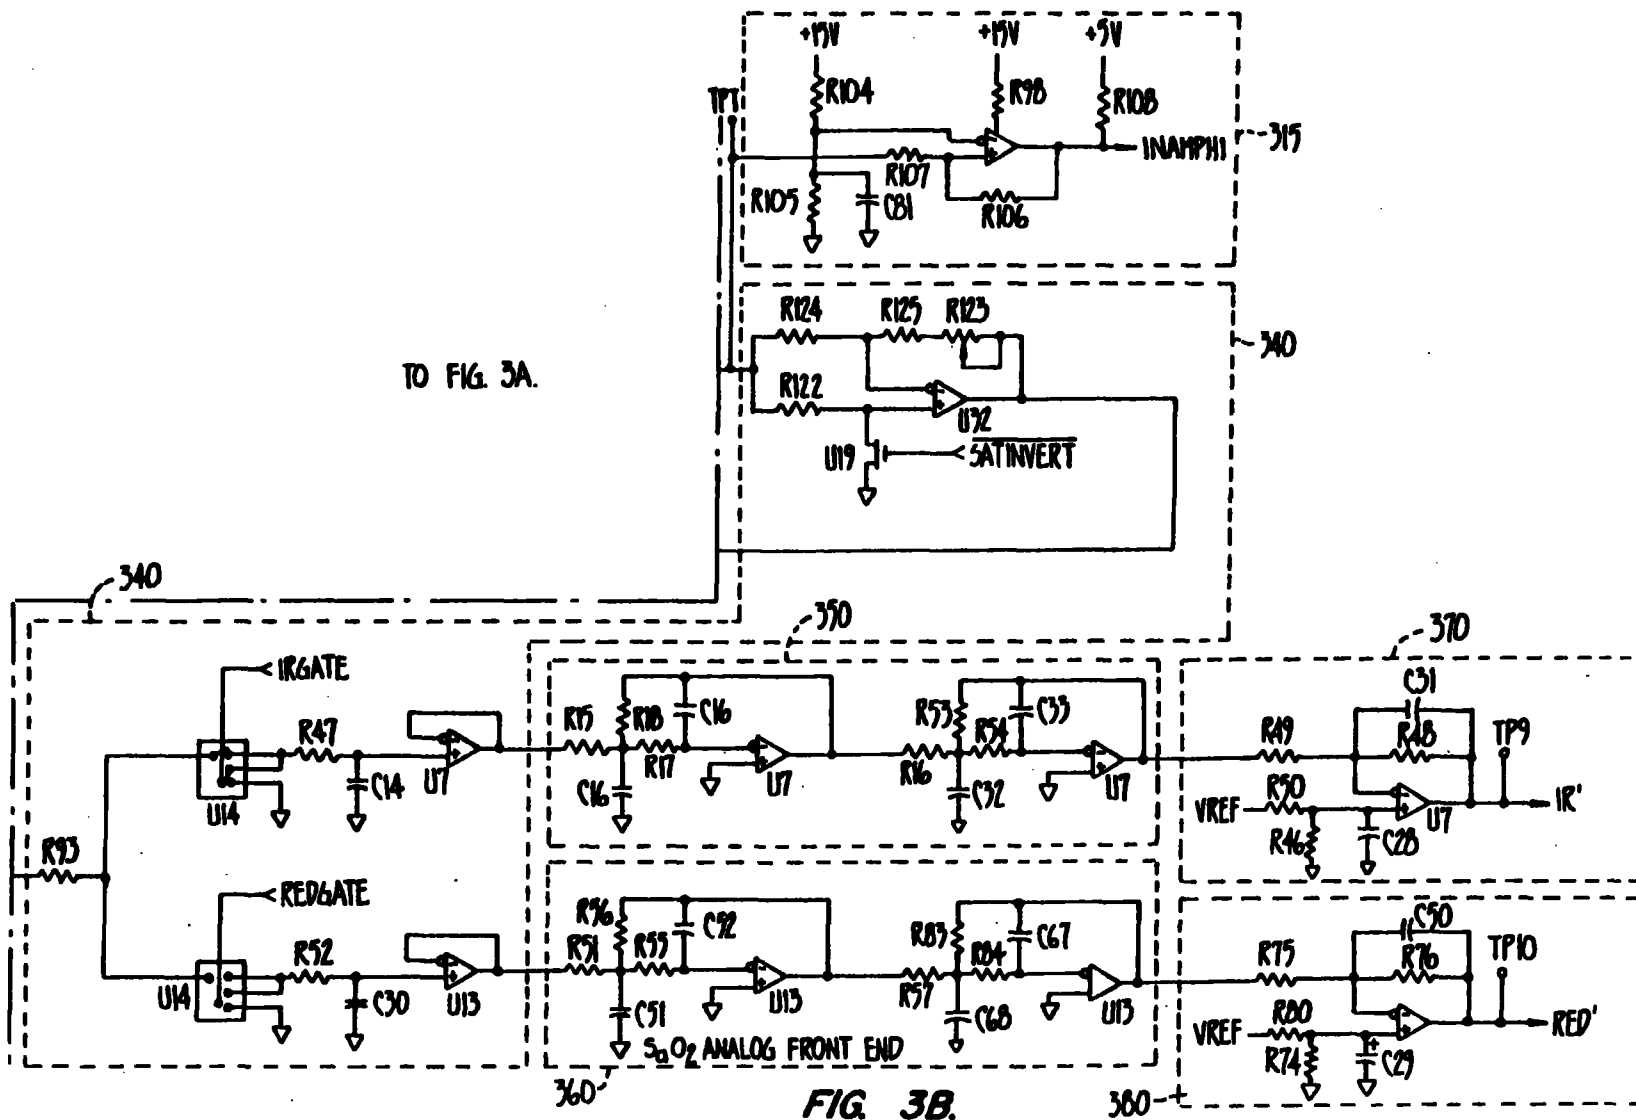 +15V
+15V
+5V
TPT
R104
R98
R108
315
INAMPHI
R107
R105
C81
R106
R124
R125
R123
340
TO FIG. 3A.
R122
U32
U19
SATINVERT
340
350
370
IRGATE
C31
R47
R15
R18
C16
R53
R54
C33
R49
R48
TP9
U7
R17
U7
R16
U7
R50
C14
C16
C32
VREF
U7
IR'
U14
R46
C28
R93
REDGATE
C50
R56
C52
R83
C67
R52
R51
R55
R84
R75
R76
TP10
U14
C30
U13
U13
R57
U13
R80
C51
C68
VREF
RED'
SaO2 ANALOG FRONT END
R74
+
C29
360
FIG. 3B.
380